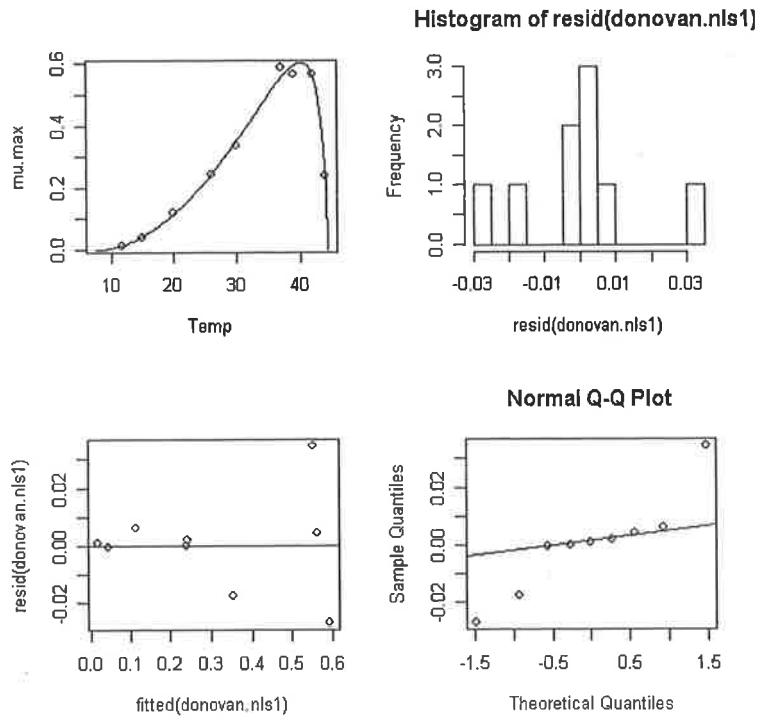 Histogram of resid(donovan.nls1)
mu.max
0.0 0.2 0.4 0.6
10 20 30 40
Temp
Frequency
0.0 1.0 2.0 3.0
-0.03 -0.01 0.01 0.03
resid(donovan.nls1)
resid(donovan.nls1)
-0.02 0.00 0.02
0.0 0.1 0.2 0.3 0.4 0.5 0.6
fitted(donovan.nls1)
Normal Q-Q Plot
Sample Quantiles
-0.02 0.00 0.02
-1.5 -0.5 0.5 1.5
Theoretical Quantiles